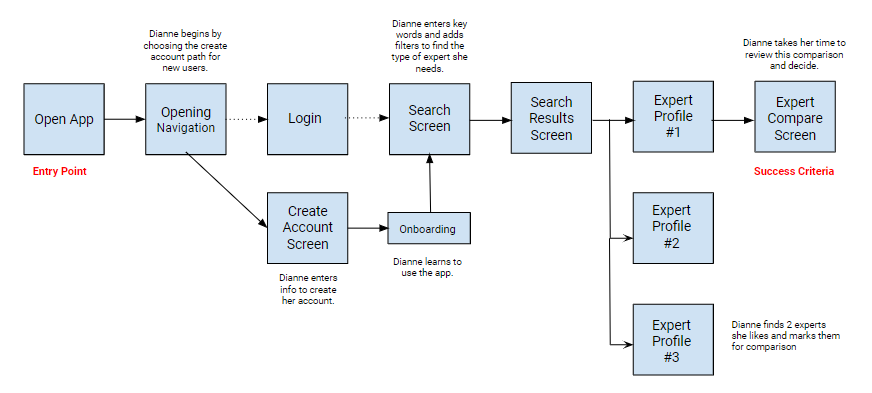 Dianne begins by
choosing the create
account path for
new users.
Dianne enters key
words and adds
filters to find the
type of expert she
needs.
Dianne takes her time to
review this comparison
and decide.
Open App
Opening
Navigation
Login
Search
Screen
Search
Results
Screen
Expert
Profile
#1
Expert
Compare
Screen
Entry Point
Success Criteria
Create
Account
Screen
Onboarding
Expert
Profile
#2
Dianne enters
info to create
her account.
Dianne learns to
use the app.
Expert
Profile
#3
Dianne finds 2 experts
she likes and marks them
for comparison